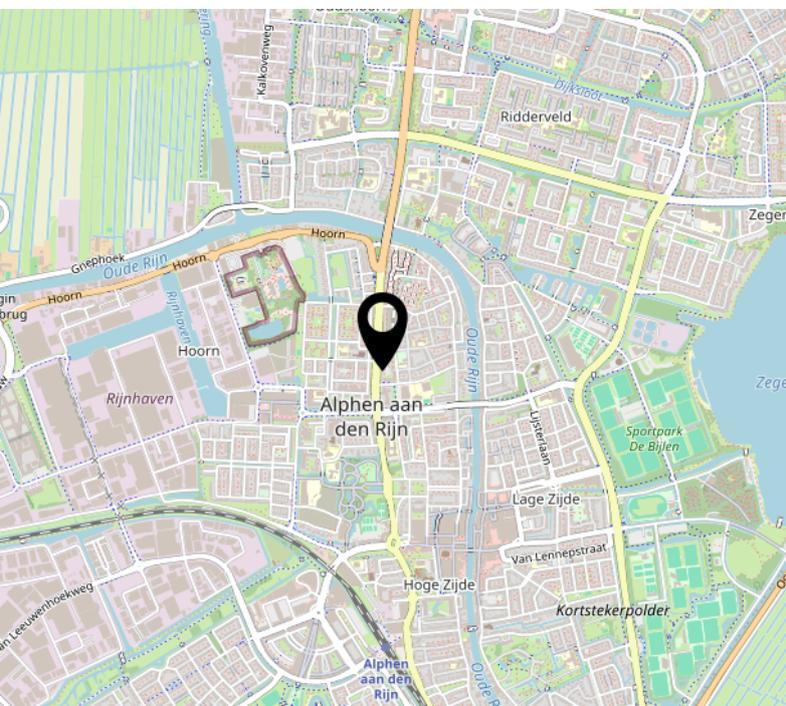 Kalkovenweg
Dijksloot
Ridderveld
Zeger
Hoorn
Gnephoek
Oude Rijn
Hoorn
Hoorn
gin
brug
Rijnhaven
Oude Rijn
Hoorn
Zege
Rijnhaven
Alphen aan
den Rijn
Lijsterlaan
Sportpark
De Bijlen
Lage Zijde
Van Lennepstraat
Hoge Zijde
an Leeuwenhoekweg
Kortstekerpolder
Alphen
aan den
Rijn
Oude R